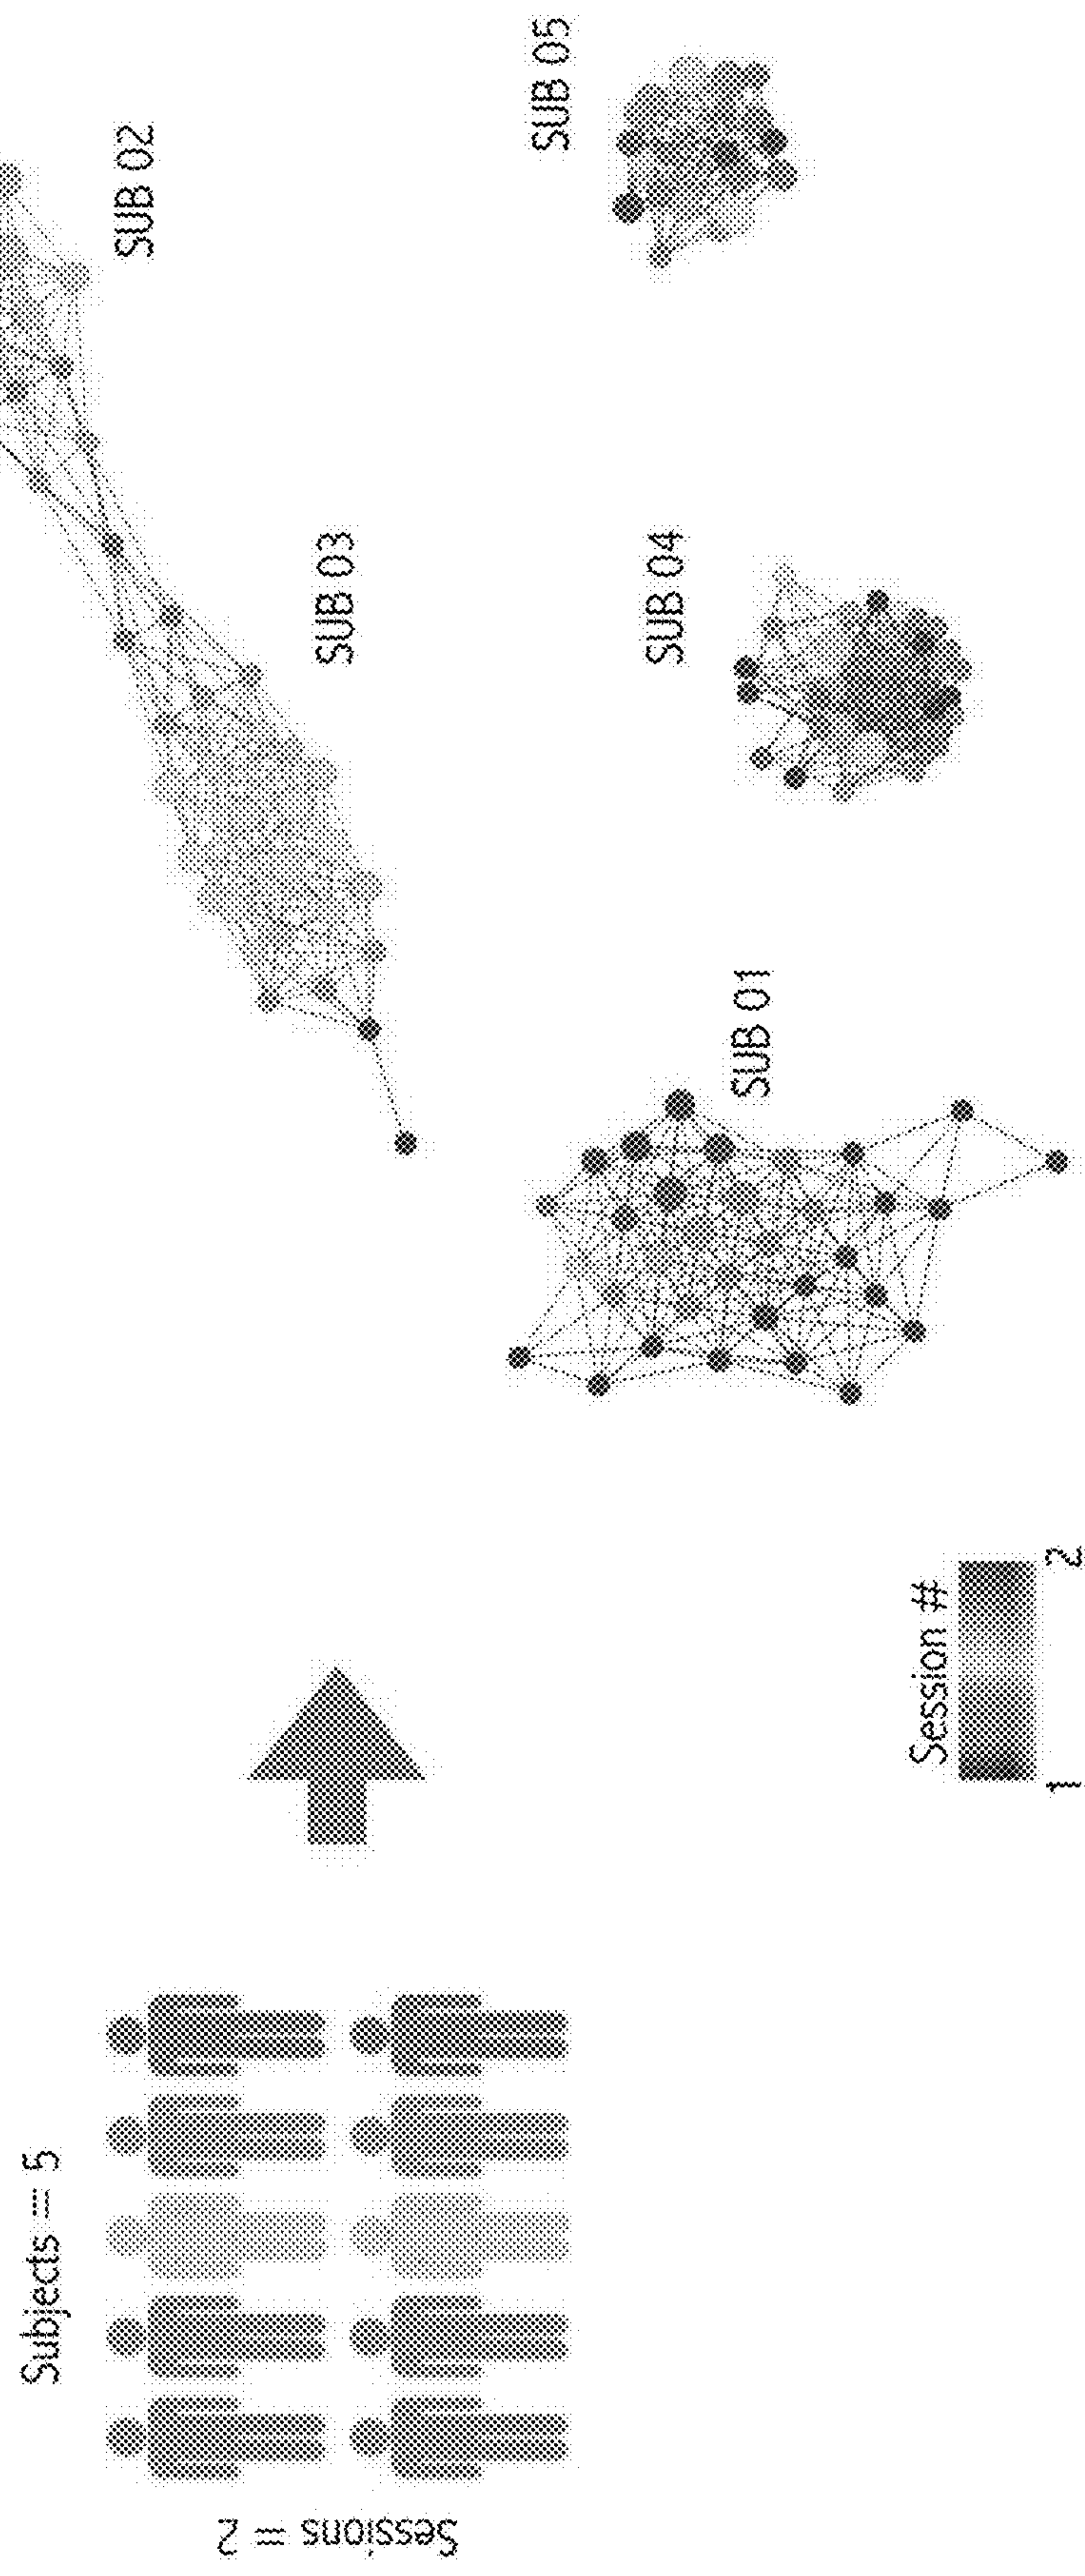 Subjects = 5
Sessions = 2
SUB 02
SUB 03
SUB 05
SUB 04
SUB 01
Session #
1
2